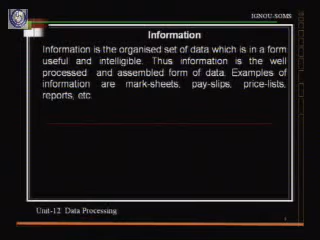 IGNOU-SOMS
Information
Information is the organised set of data which is in a form
useful and intelligible. Thus information is the well
processed and assembled form of data. Examples of
information are mark-sheets, pay-slips, price-lists,
reports, etc.
Unit-12 Data Processing